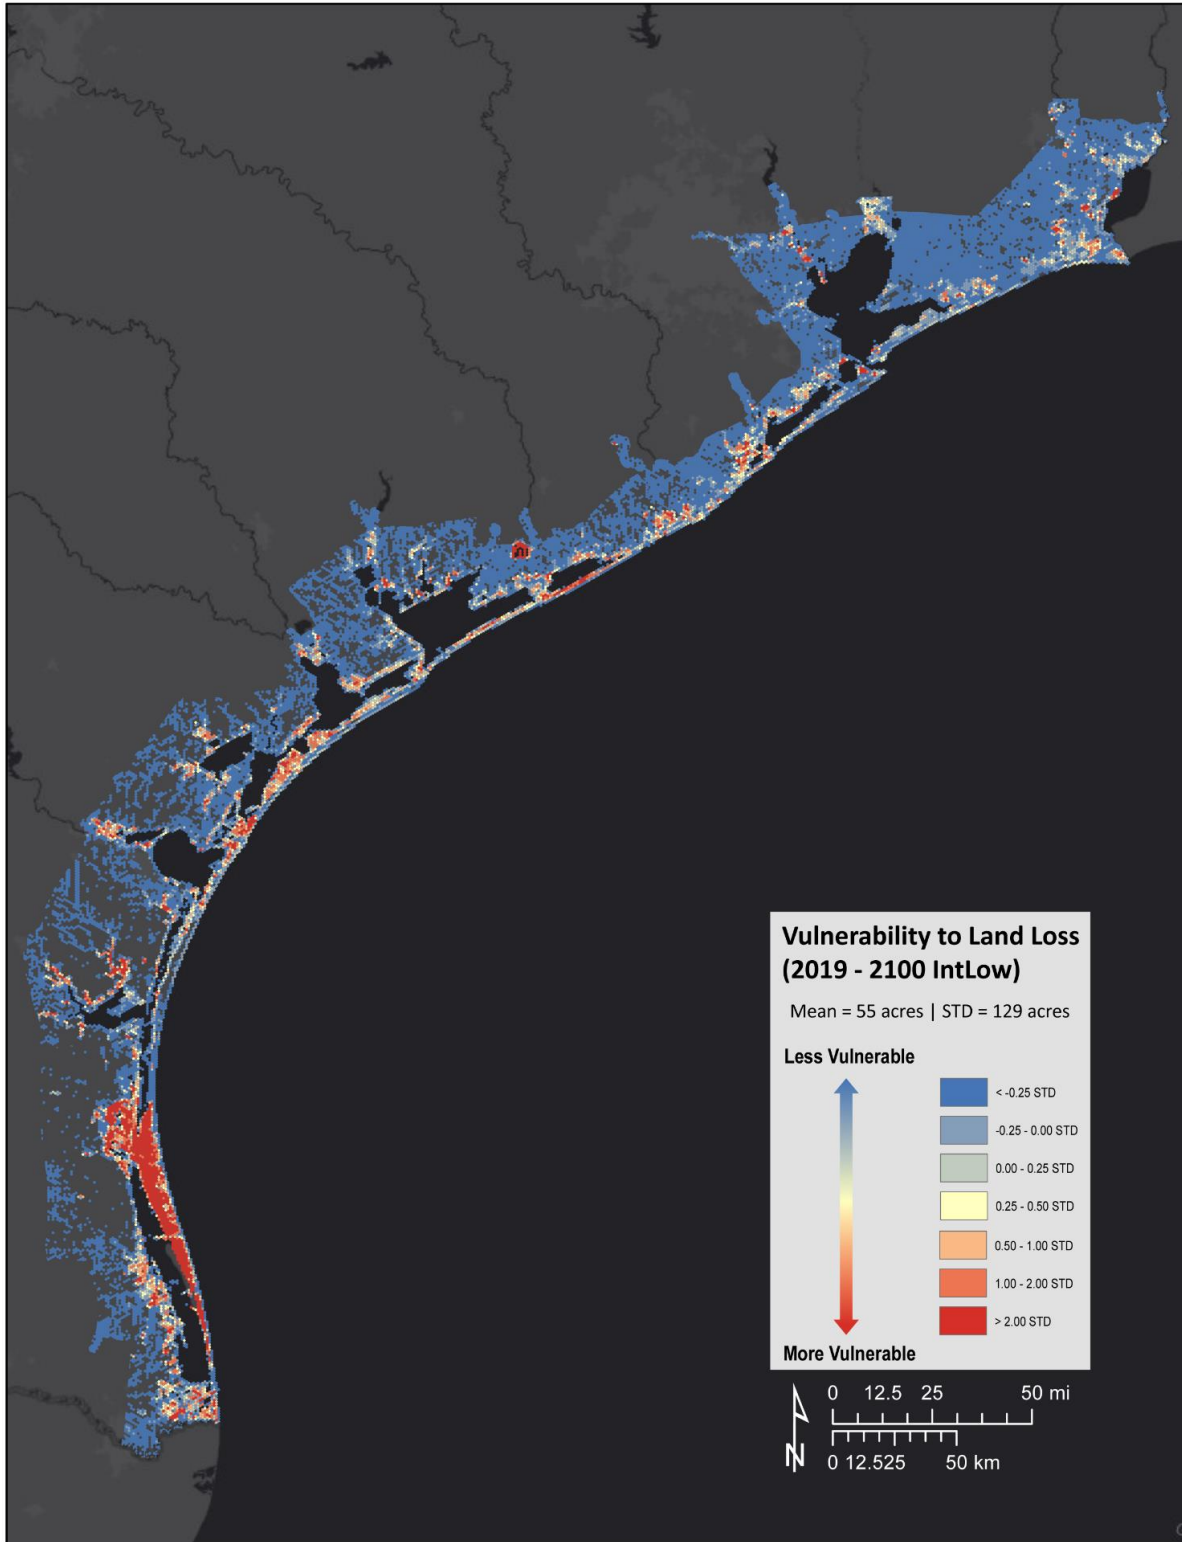 Vulnerability to Land Loss
(2019 - 2100 IntLow)
Mean = 55 acres | STD = 129 acres
Less Vulnerable
< -0.25 STD
-0.25 - 0.00 STD
0.00 - 0.25 STD
0.25 - 0.50 STD
0.50 - 1.00 STD
1.00 - 2.00 STD
> 2.00 STD
More Vulnerable
N
0 12.5 25 50 mi
0 12.525 50 km